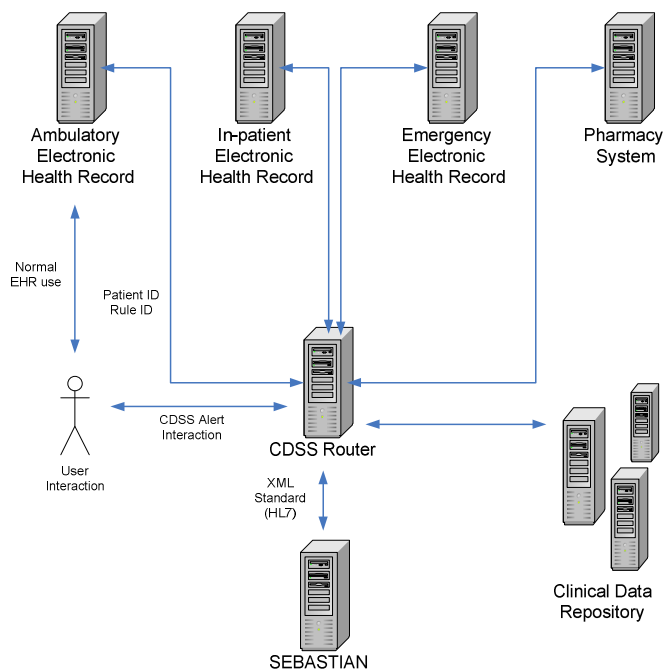 Ambulatory
Electronic
Health Record
In-patient
Electronic
Health Record
Emergency
Electronic
Health Record
Pharmacy
System
Normal
EHR use
Patient ID
Rule ID
CDSS Alert
Interaction
User
Interaction
CDSS Router
XML
Standard
(HL7)
Clinical Data
Repository
SEBASTIAN